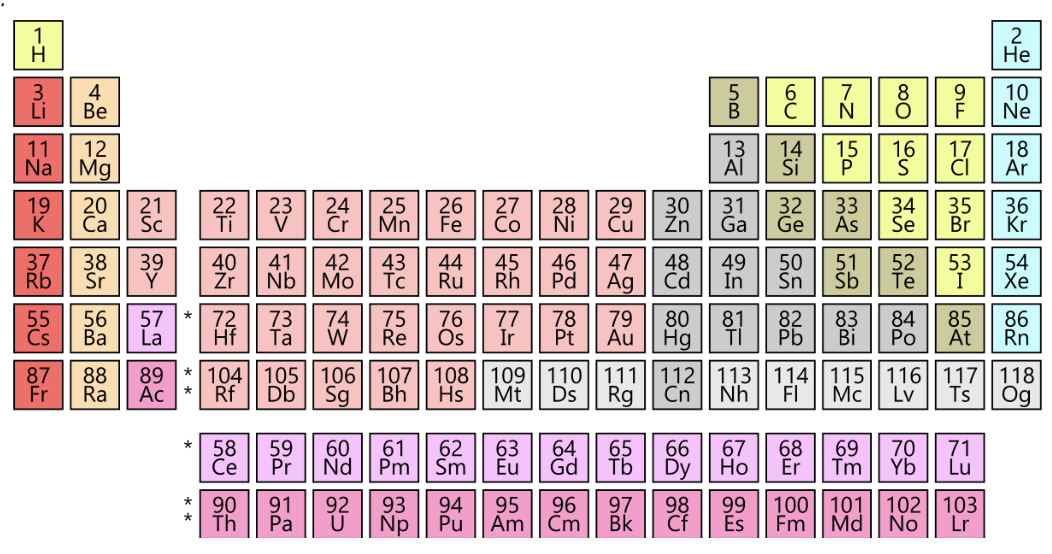 1 2
H He
3 4 5 6 7 8 9 10
Li Be B C N O F Ne
11 12 13 14 15 16 17 18
Na Mg Al Si P S Cl Ar
19 20 21 22 23 24 25 26 27 28 29 30 31 32 33 34 35 36
K Ca Sc Ti V Cr Mn Fe Co Ni Cu Zn Ga Ge As Se Br Kr
37 38 39 40 41 42 43 44 45 46 47 48 49 50 51 52 53 54
Rb Sr Y Zr Nb Mo Tc Ru Rh Pd Ag Cd In Sn Sb Te I Xe
55 56 57 * 72 73 74 75 76 77 78 79 80 81 82 83 84 85 86
Cs Ba La Hf Ta W Re Os Ir Pt Au Hg Tl Pb Bi Po At Rn
87 88 89 * 104 105 106 107 108 109 110 111 112 113 114 115 116 117 118
Fr Ra Ac * Rf Db Sg Bh Hs Mt Ds Rg Cn Nh Fl Mc Lv Ts Og
* 58 59 60 61 62 63 64 65 66 67 68 69 70 71
Ce Pr Nd Pm Sm Eu Gd Tb Dy Ho Er Tm Yb Lu
* 90 91 92 93 94 95 96 97 98 99 100 101 102 103
* Th Pa U Np Pu Am Cm Bk Cf Es Fm Md No Lr